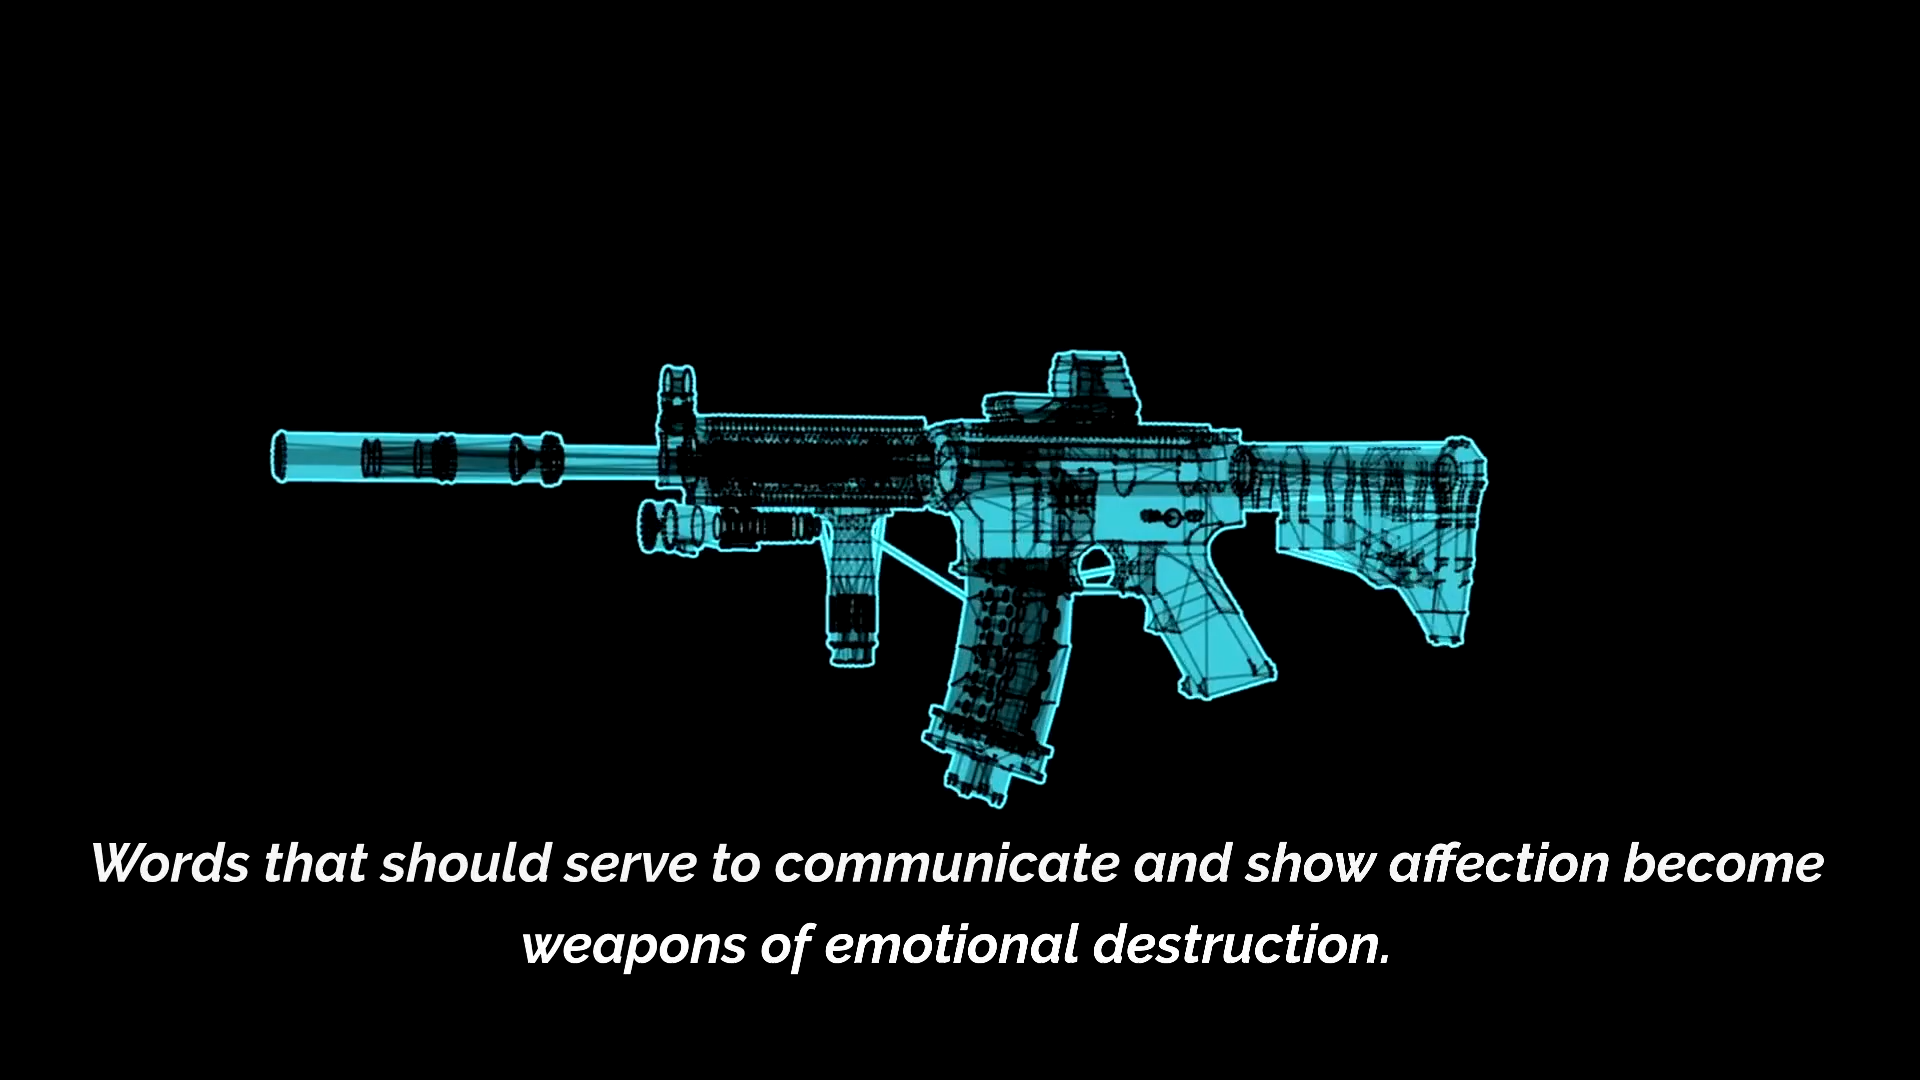 Words that should serve to communicate and show affection become
weapons of emotional destruction.